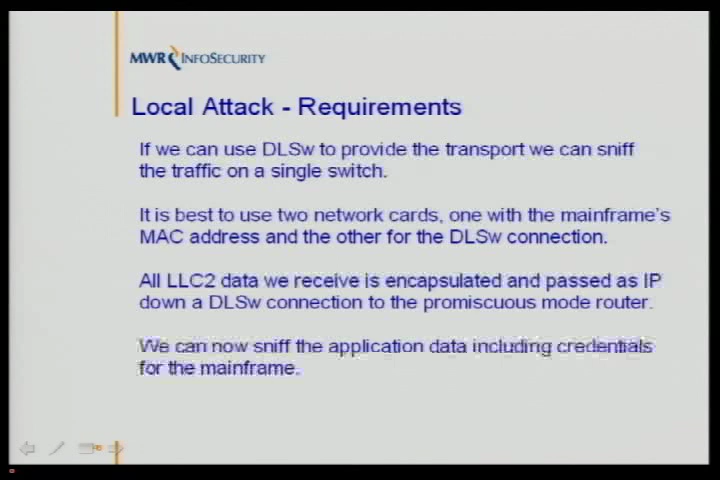 MWR INFOSECURITY
Local Attack - Requirements
If we can use DLSw to provide the transport we can sniff
the traffic on a single switch.
It is best to use two network cards, one with the mainframe's
MAC address and the other for the DLSw connection.
All LLC2 data we receive is encapsulated and passed as IP
down a DLSw connection to the promiscuous mode router.
We can now sniff the application data including credentials
for the mainframe.